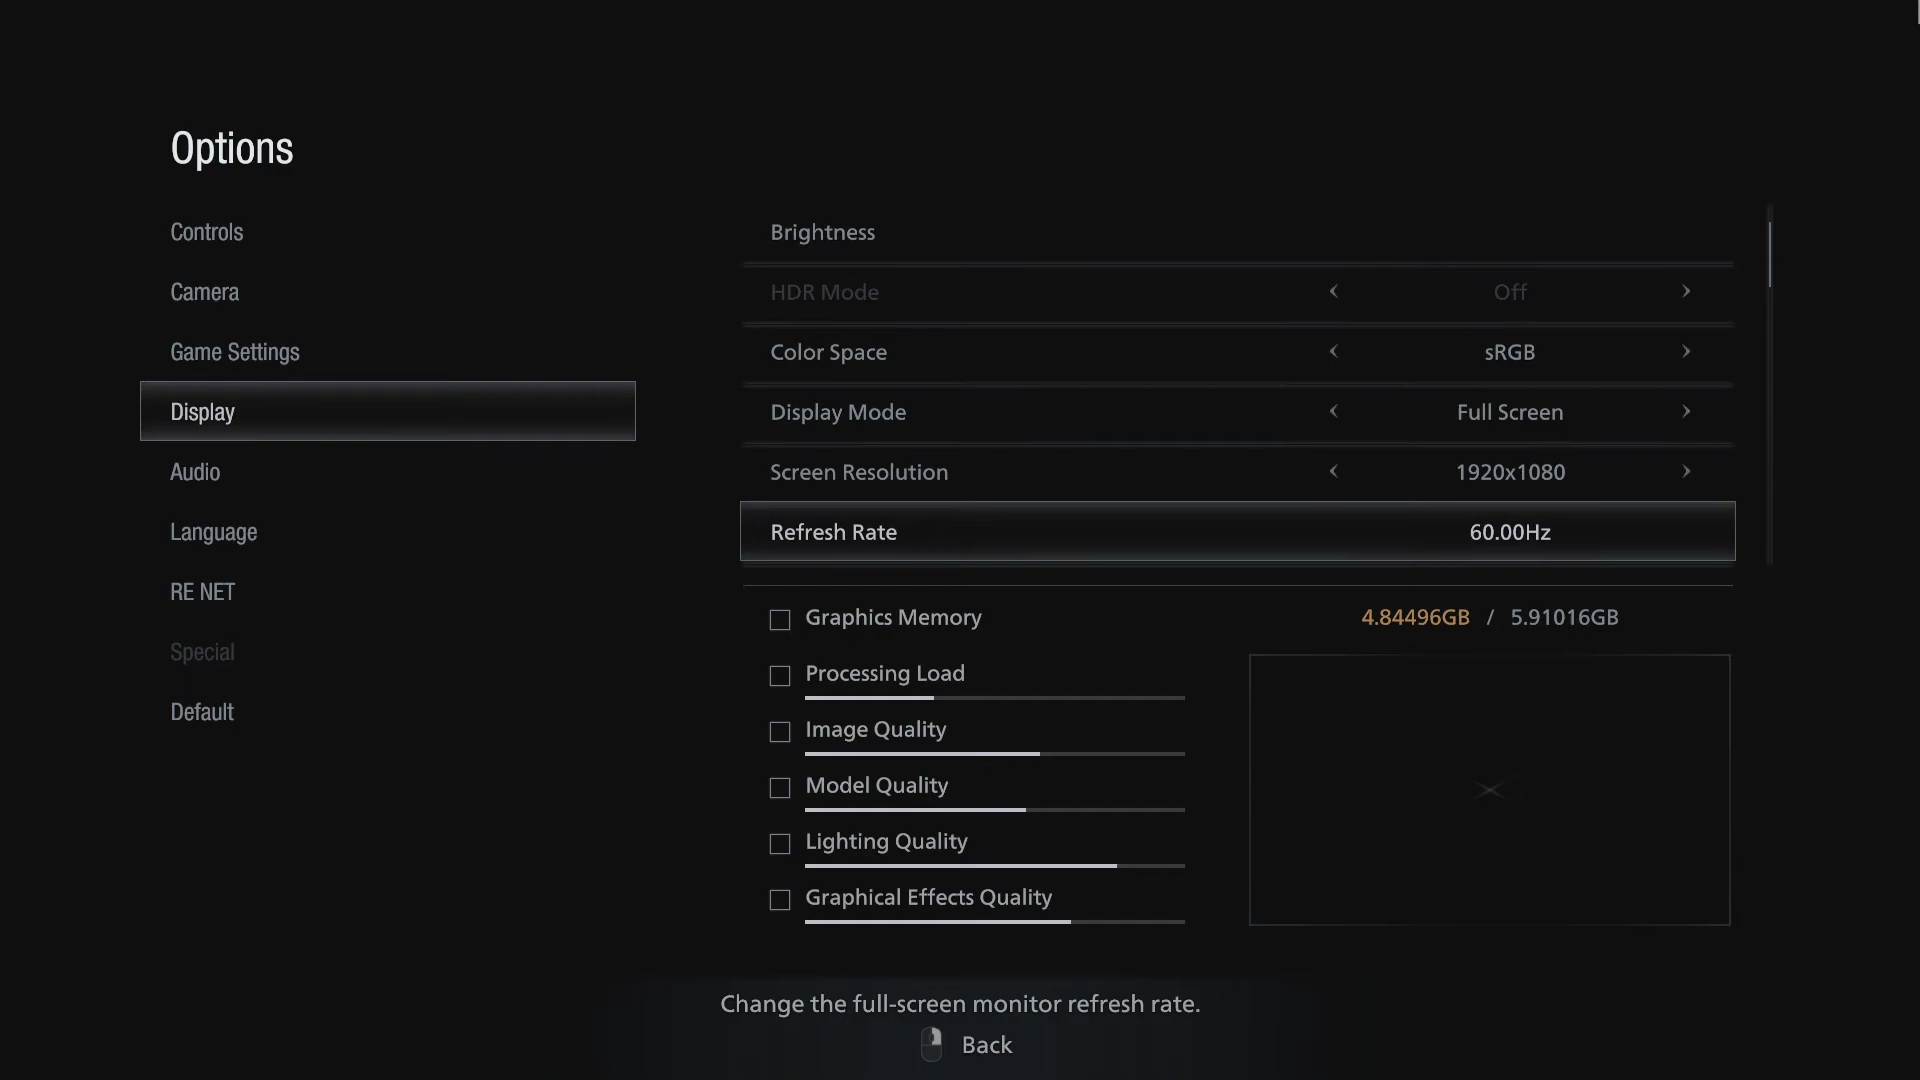 Options
Controls
Camera
Game Settings
Display
Audio
Language
RE NET
Special
Default
Brightness
HDR Mode Off
Color Space sRGB
Display Mode Full Screen
Screen Resolution 1920x1080
Refresh Rate 60.00Hz
Graphics Memory 4.84496GB / 5.91016GB
Processing Load
Image Quality
Model Quality
Lighting Quality
Graphical Effects Quality
Change the full-screen monitor refresh rate.
Back